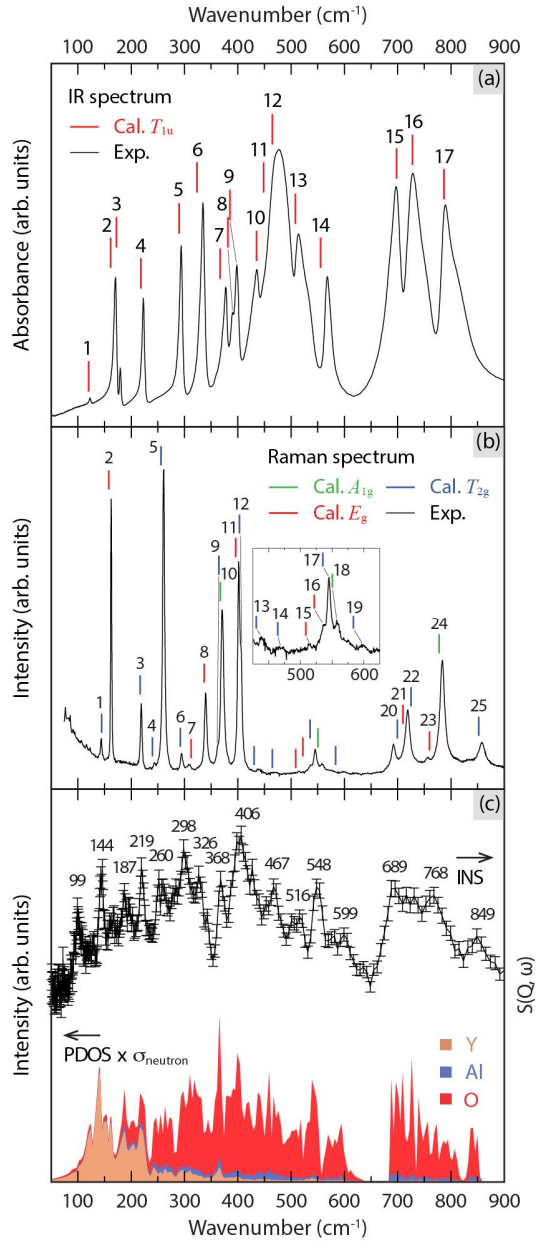 Wavenumber (cm⁻¹)
100 200 300 400 500 600 700 800 900
(a)
IR spectrum
Cal. T1u
Exp.
Absorbance (arb. units)
1 2 3 4 5 6 7 8 9 10 11 12 13 14 15 16 17
(b)
Raman spectrum
Cal. A1g
Cal. T2g
Cal. Eg
Exp.
Intensity (arb. units)
1 2 3 4 5 6 7 8 9 10 11 12
13 14 15 16 17 18 19
500 600
20 21 22 23 24 25
(c)
99 144 187 219 260 298 326 368 406 467 516 548 599 689 768 849
INS
Intensity (arb. units)
S(Q, ω)
PDOS x σneutron
Y
Al
O
100 200 300 400 500 600 700 800 900
Wavenumber (cm⁻¹)